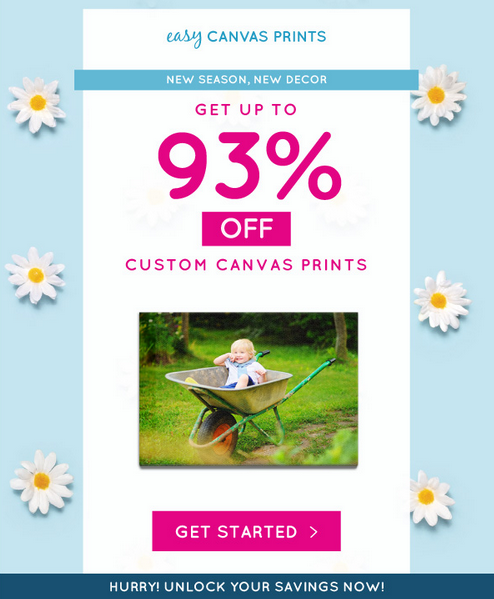 easy CANVAS PRINTS
NEW SEASON, NEW DECOR
GET UP TO
93%
OFF
CUSTOM CANVAS PRINTS
GET STARTED >
HURRY! UNLOCK YOUR SAVINGS NOW!